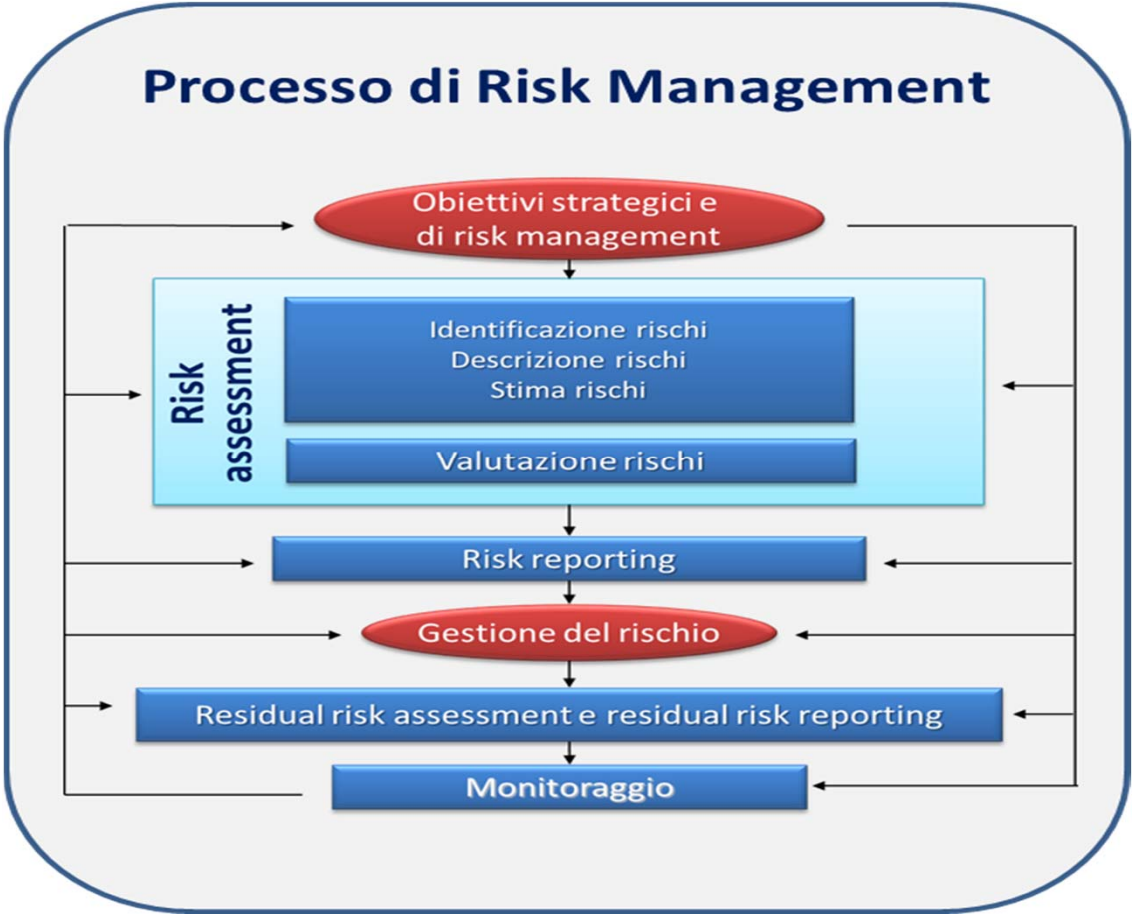 Processo di Risk Management
Obiettivi strategici e
di risk management
Risk
assessment
Identificazione rischi
Descrizione rischi
Stima rischi
Valutazione rischi
Risk reporting
Gestione del rischio
Residual risk assessment e residual risk reporting
Monitoraggio